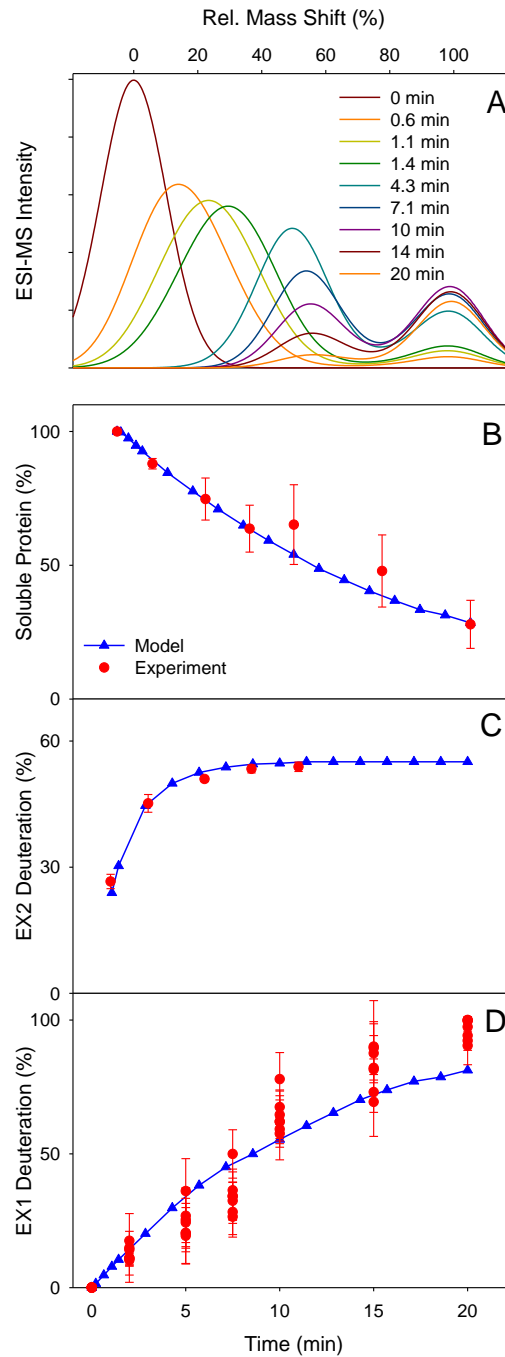 Rel. Mass Shift (%)
0 20 40 60 80 100
A
ESI-MS Intensity
0 min
0.6 min
1.1 min
1.4 min
4.3 min
7.1 min
10 min
14 min
20 min
B
Soluble Protein (%)
100
50
0
Model
Experiment
C
EX2 Deuteration (%)
60
30
0
D
EX1 Deuteration (%)
100
50
0
0 5 10 15 20
Time (min)